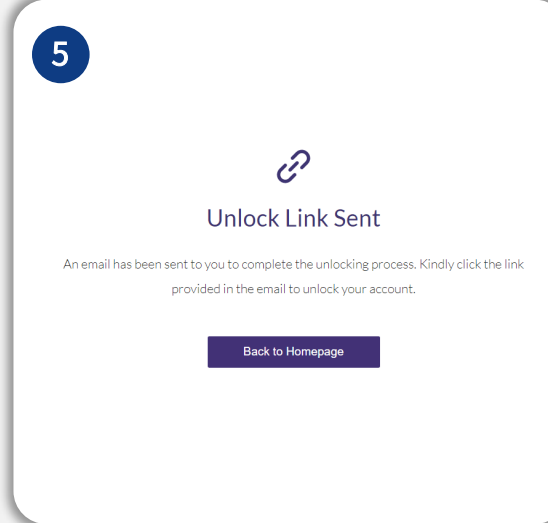 5
Unlock Link Sent
An email has been sent to you to complete the unlocking process. Kindly click the link
provided in the email to unlock your account.
Back to Homepage